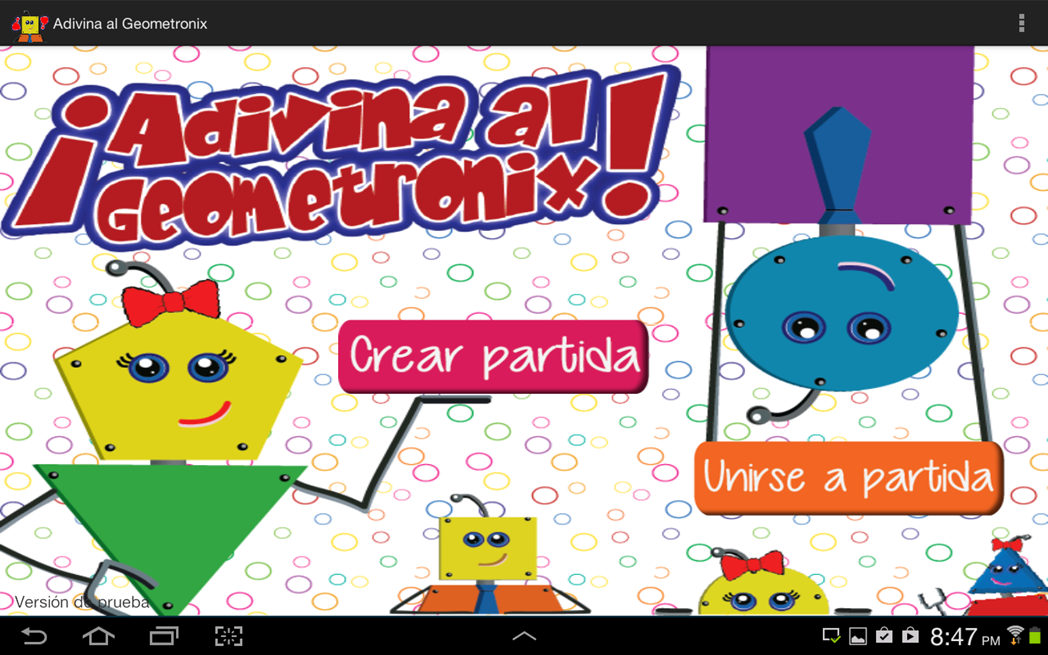 Adivina al Geometronix
¡Adivina al
Geometronix!
Crear partida
Unirse a partida
Versión de prueba
8:47 PM